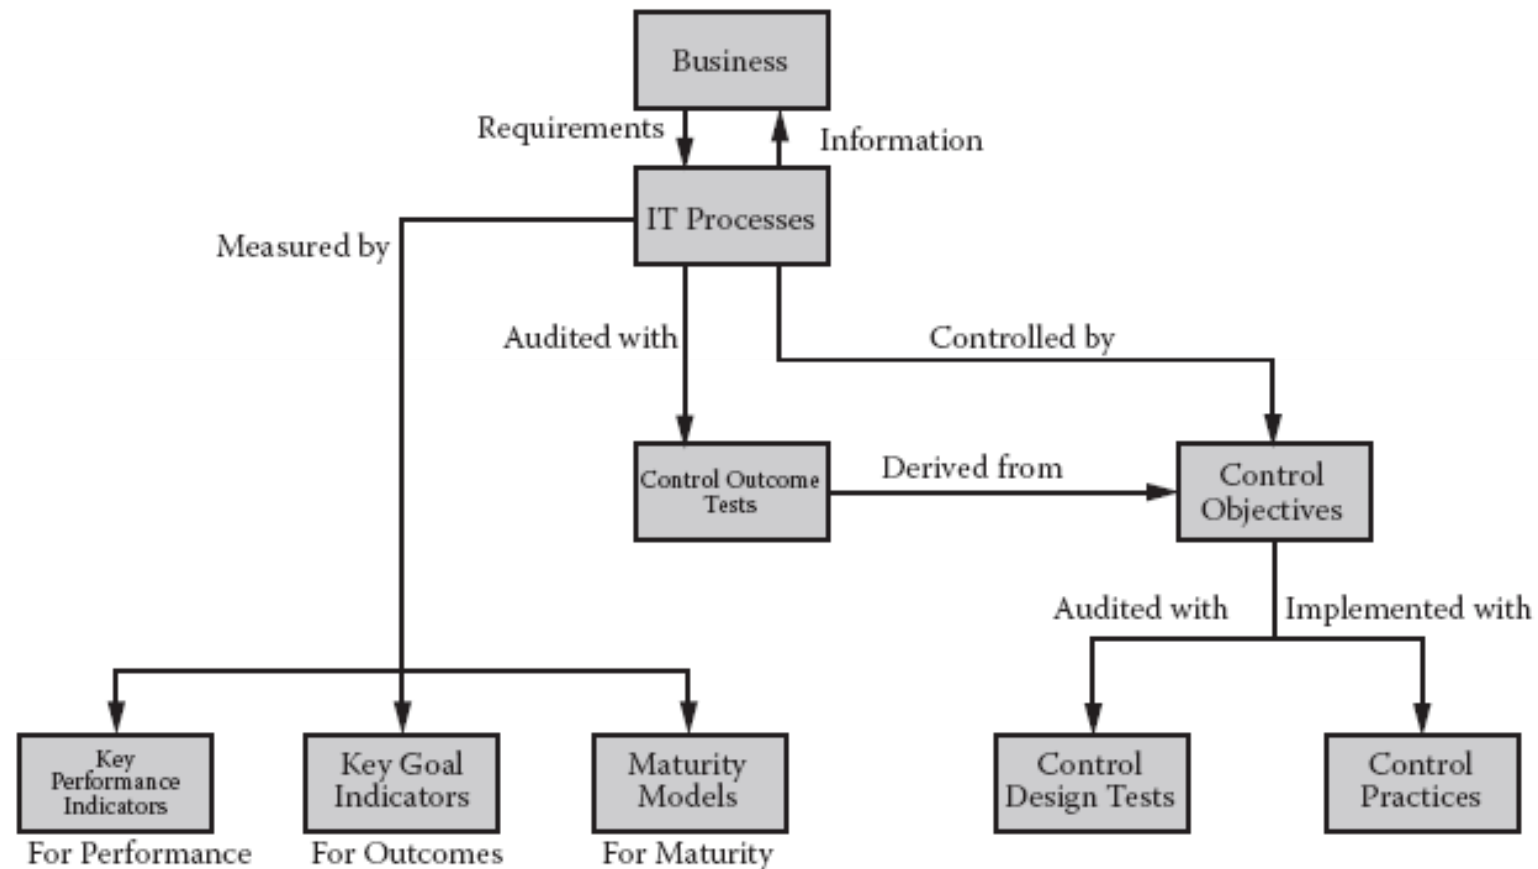 Business
Requirements
Information
IT Processes
Measured by
Audited with
Controlled by
Control Outcome
Tests
Derived from
Control
Objectives
Audited with
Implemented with
Key
Performance
Indicators
For Performance
Key Goal
Indicators
For Outcomes
Maturity
Models
For Maturity
Control
Design Tests
Control
Practices